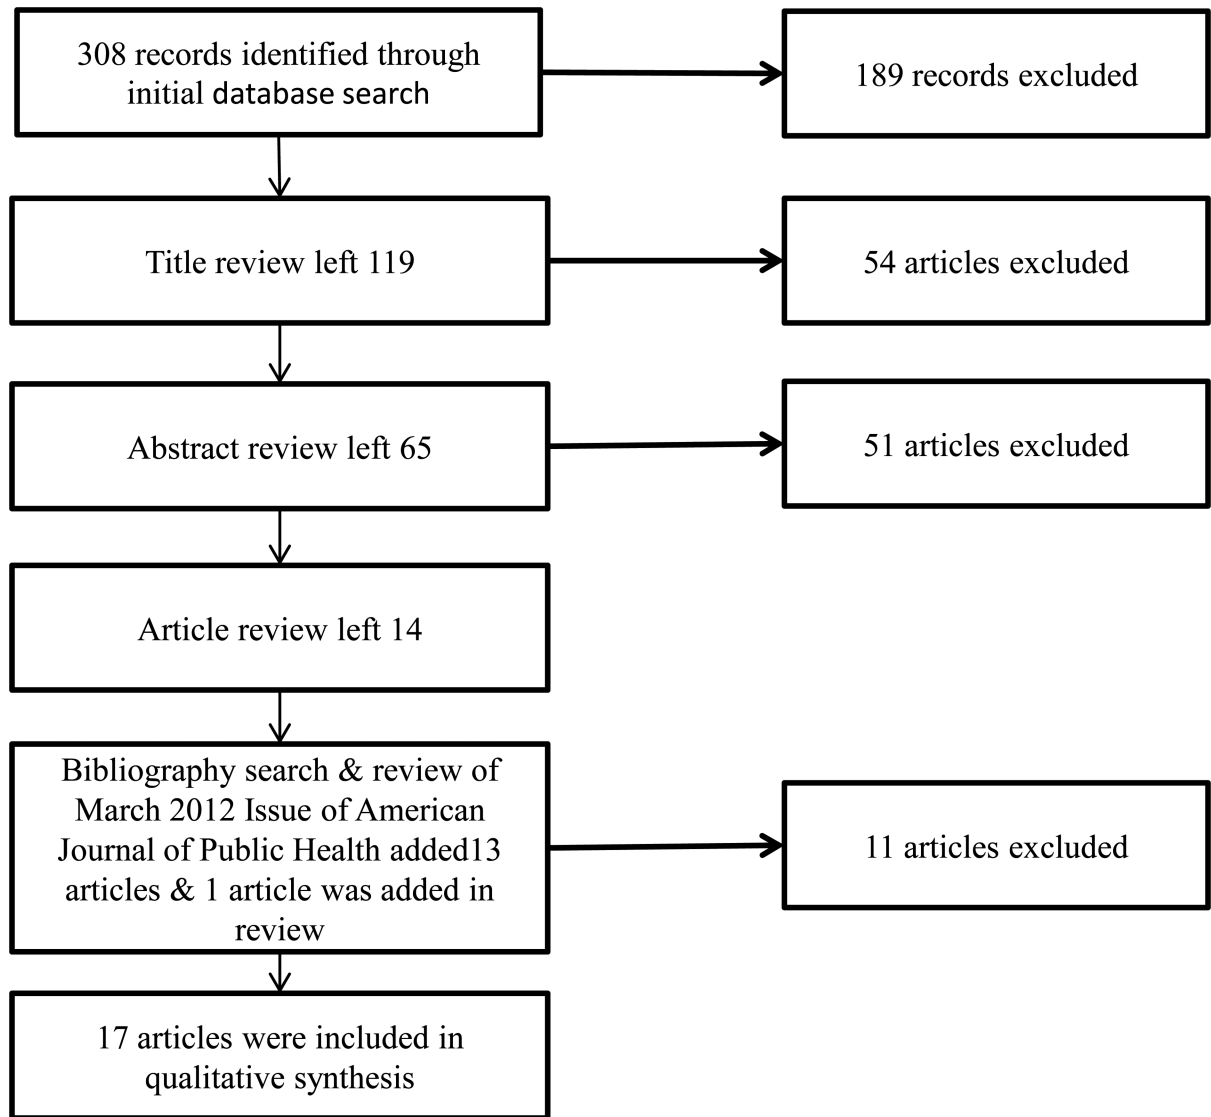 308 records identified through
initial database search
189 records excluded
Title review left 119
54 articles excluded
Abstract review left 65
51 articles excluded
Article review left 14
Bibliography search & review of
March 2012 Issue of American
Journal of Public Health added13
articles & 1 article was added in
review
11 articles excluded
17 articles were included in
qualitative synthesis